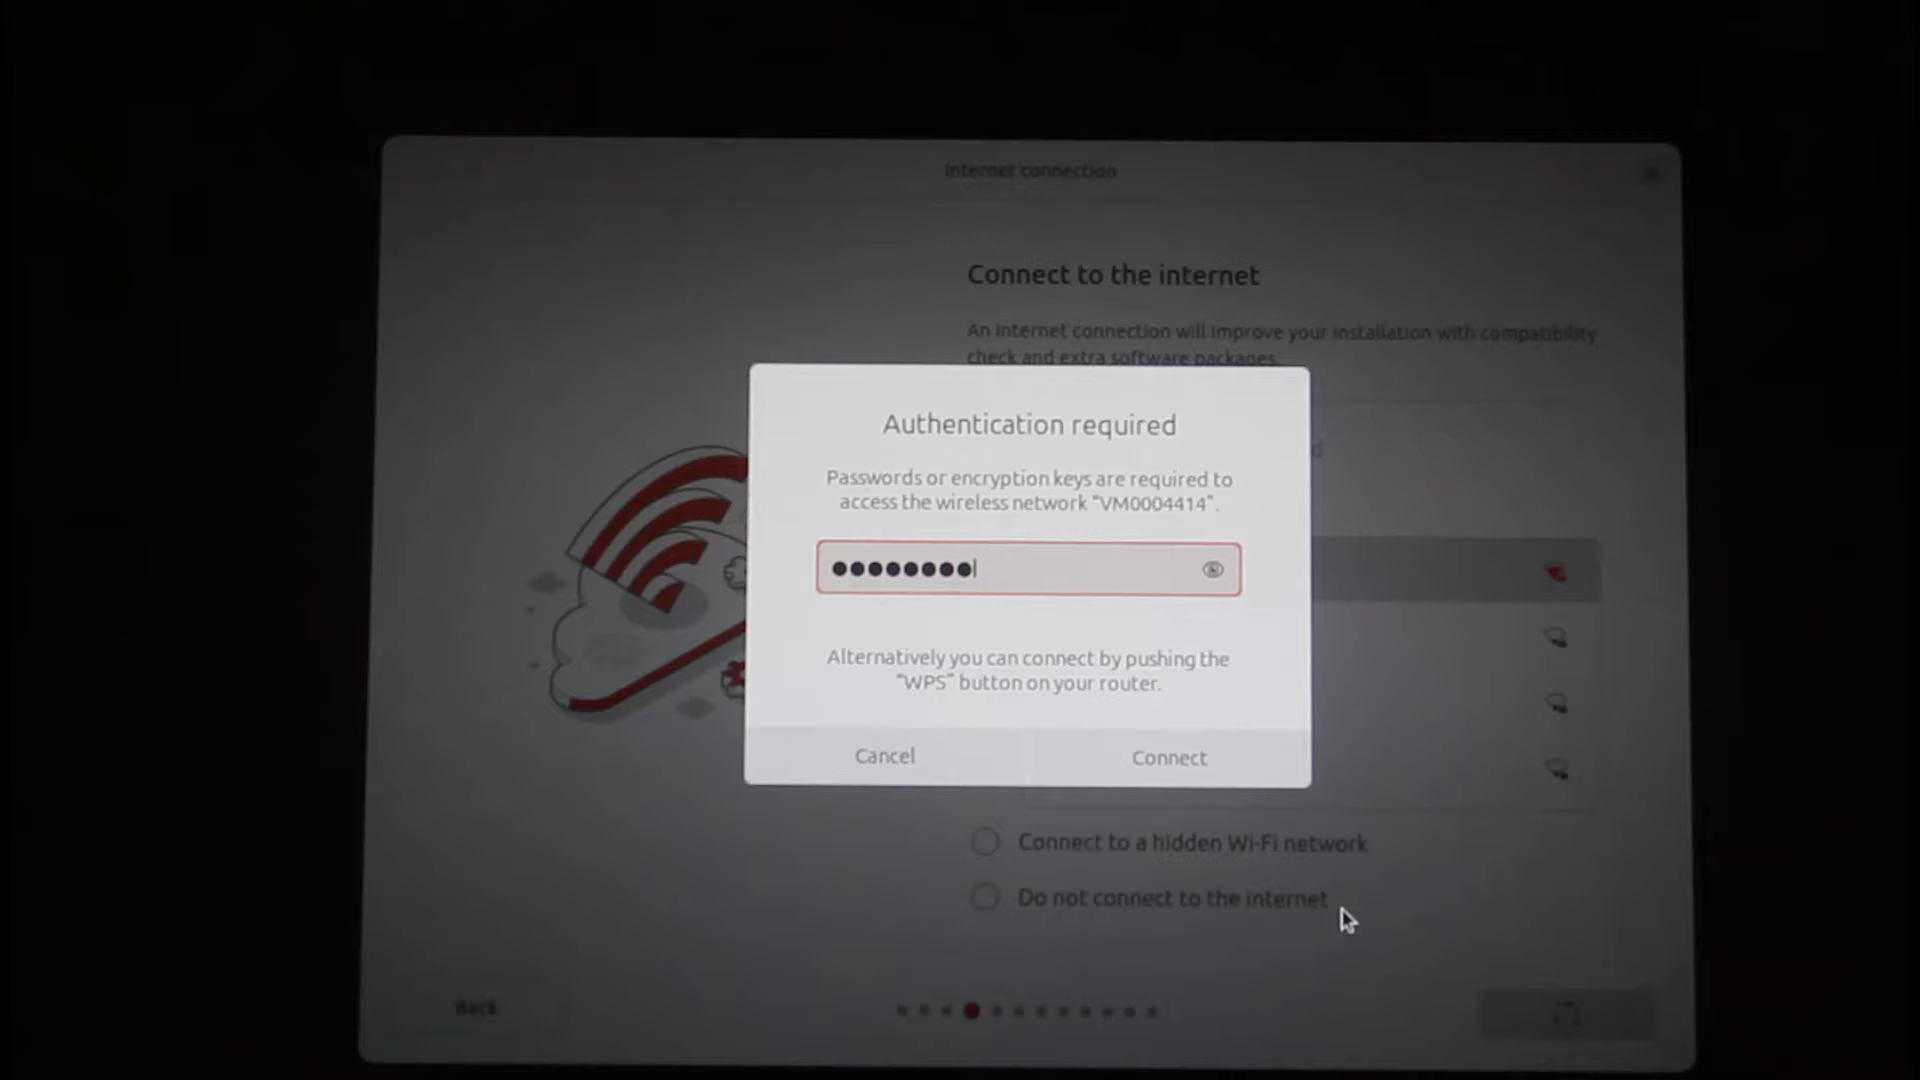 Internet connection
Connect to the internet
An internet connection will improve your installation with compatibility
check and extra software packages.
Authentication required
Passwords or encryption keys are required to
access the wireless network “VM0004414”.
Alternatively you can connect by pushing the
“WPS” button on your router.
Cancel
Connect
Connect to a hidden Wi-Fi network
Do not connect to the internet
Back